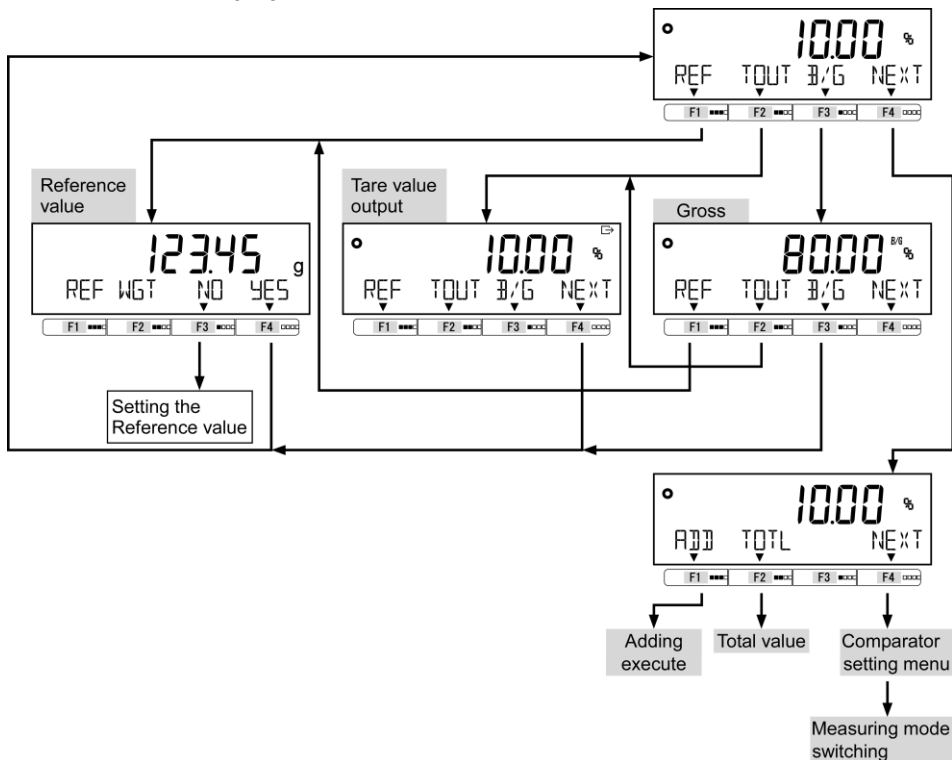 10.00 %
REF TOUT B/G NEXT
F1 F2 F3 F4
Reference
value
123.45 g
REF WGT NO YES
F1 F2 F3 F4
Setting the
Reference value
Tare value
output
10.00 %
REF TOUT B/G NEXT
F1 F2 F3 F4
Gross
80.00 B/G %
REF TOUT B/G NEXT
F1 F2 F3 F4
10.00 %
ADD TOTL NEXT
F1 F2 F3 F4
Adding
execute
Total value
Comparator
setting menu
Measuring mode
switching